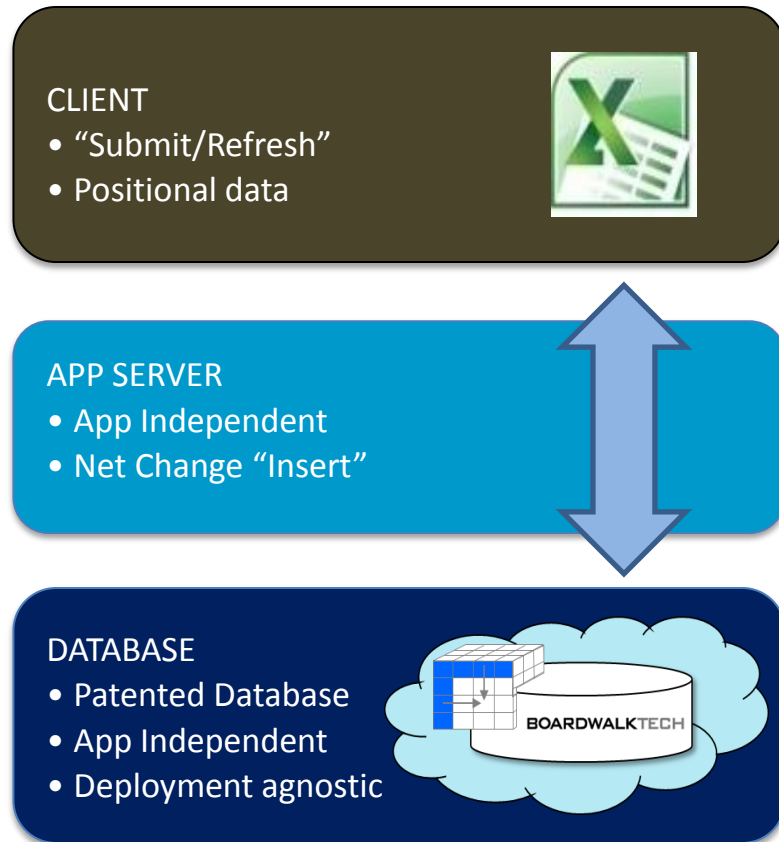 CLIENT
• “Submit/Refresh”
• Positional data
APP SERVER
• App Independent
• Net Change “Insert”
DATABASE
• Patented Database
• App Independent
• Deployment agnostic
BOARDWALKTECH